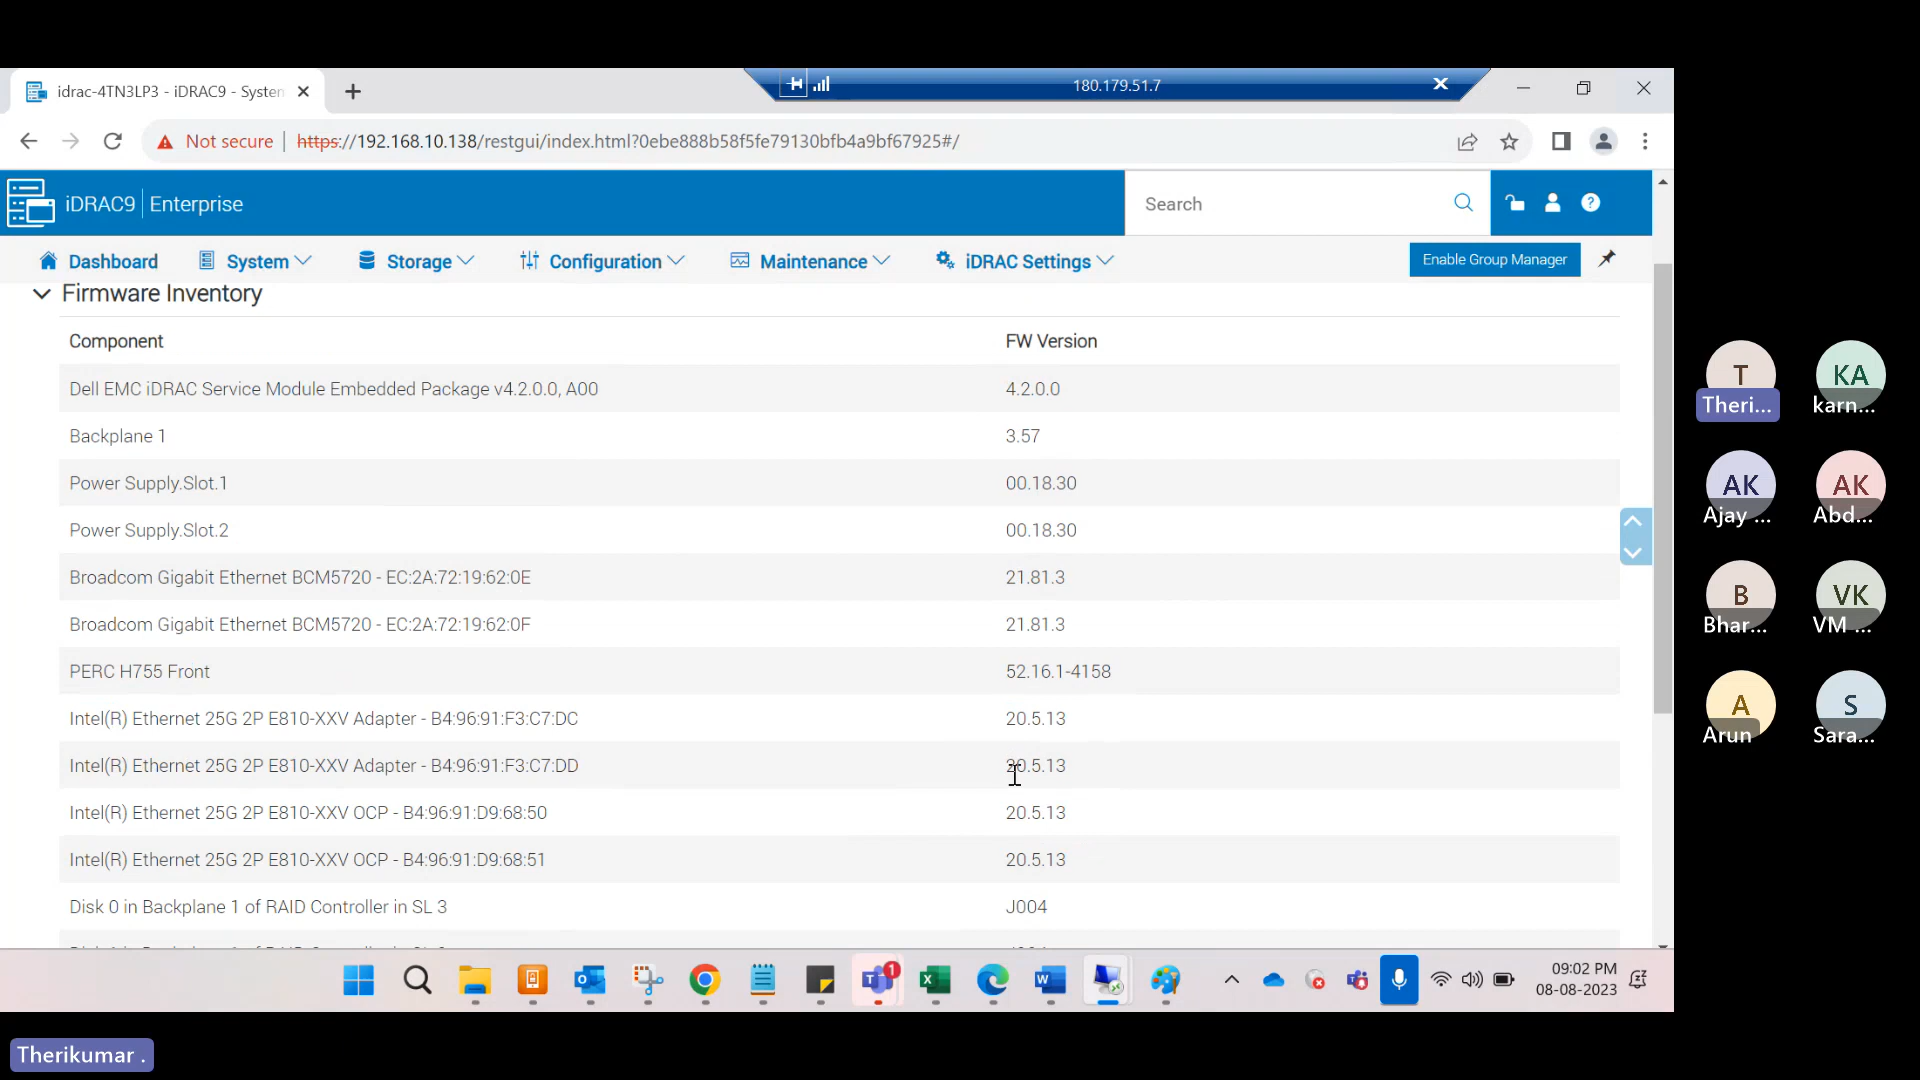 idrac-4TN3LP3 - iDRAC9 - System
180.179.51.7
Not secure
https://192.168.10.138/restgui/index.html?0ebe888b58f5fe79130bfb4a9bf67925#/
iDRAC9 | Enterprise
Search
Dashboard
System
Storage
Configuration
Maintenance
iDRAC Settings
Enable Group Manager
Firmware Inventory
Component FW Version
Dell EMC iDRAC Service Module Embedded Package v4.2.0.0, A00 4.2.0.0
Backplane 1 3.57
Power Supply.Slot.1 00.18.30
Power Supply.Slot.2 00.18.30
Broadcom Gigabit Ethernet BCM5720 - EC:2A:72:19:62:0E 21.81.3
Broadcom Gigabit Ethernet BCM5720 - EC:2A:72:19:62:0F 21.81.3
PERC H755 Front 52.16.1-4158
Intel(R) Ethernet 25G 2P E810-XXV Adapter - B4:96:91:F3:C7:DC 20.5.13
Intel(R) Ethernet 25G 2P E810-XXV Adapter - B4:96:91:F3:C7:DD 20.5.13
Intel(R) Ethernet 25G 2P E810-XXV OCP - B4:96:91:D9:68:50 20.5.13
Intel(R) Ethernet 25G 2P E810-XXV OCP - B4:96:91:D9:68:51 20.5.13
Disk 0 in Backplane 1 of RAID Controller in SL 3 J004
T
Theri...
KA
karn...
AK
Ajay ...
AK
Abd...
B
Bhar...
VK
VM ...
A
Arun
S
Sara...
1
09:02 PM
08-08-2023
Therikumar .